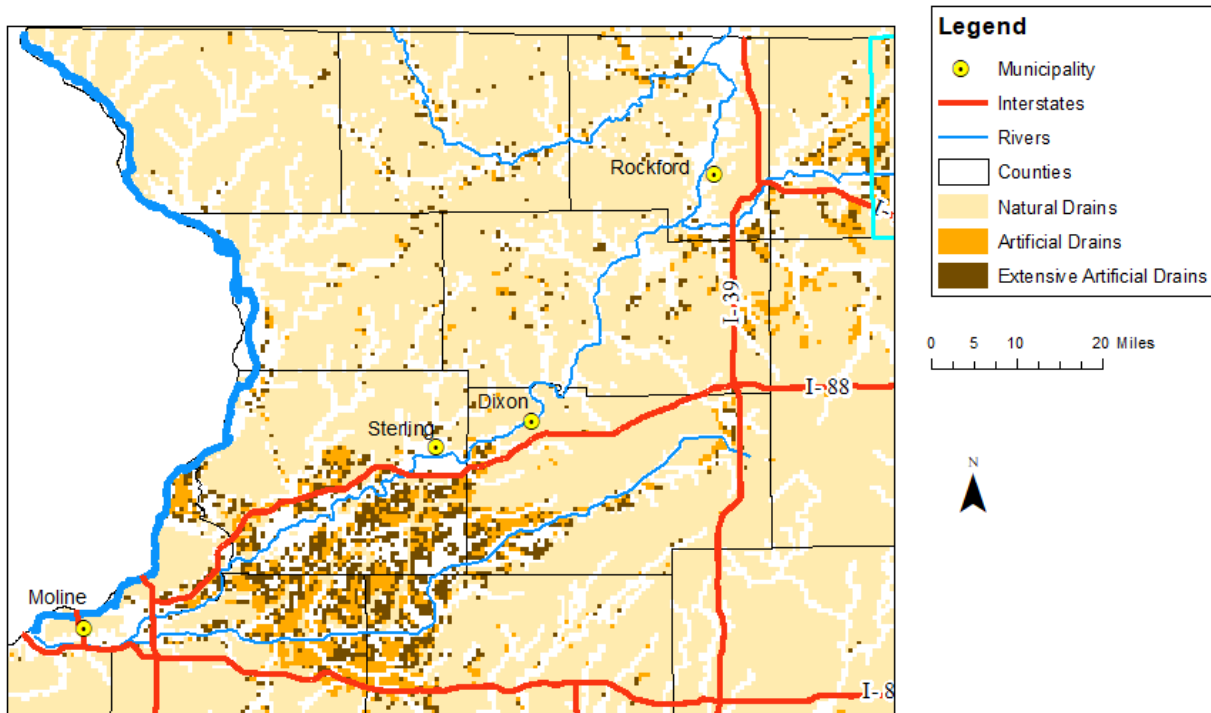 Legend
Municipality
Interstates
Rivers
Counties
Natural Drains
Artificial Drains
Extensive Artificial Drains
0 5 10 20 Miles
N
Rockford
I-39
I-88
Dixon
Sterling
Moline
I-8